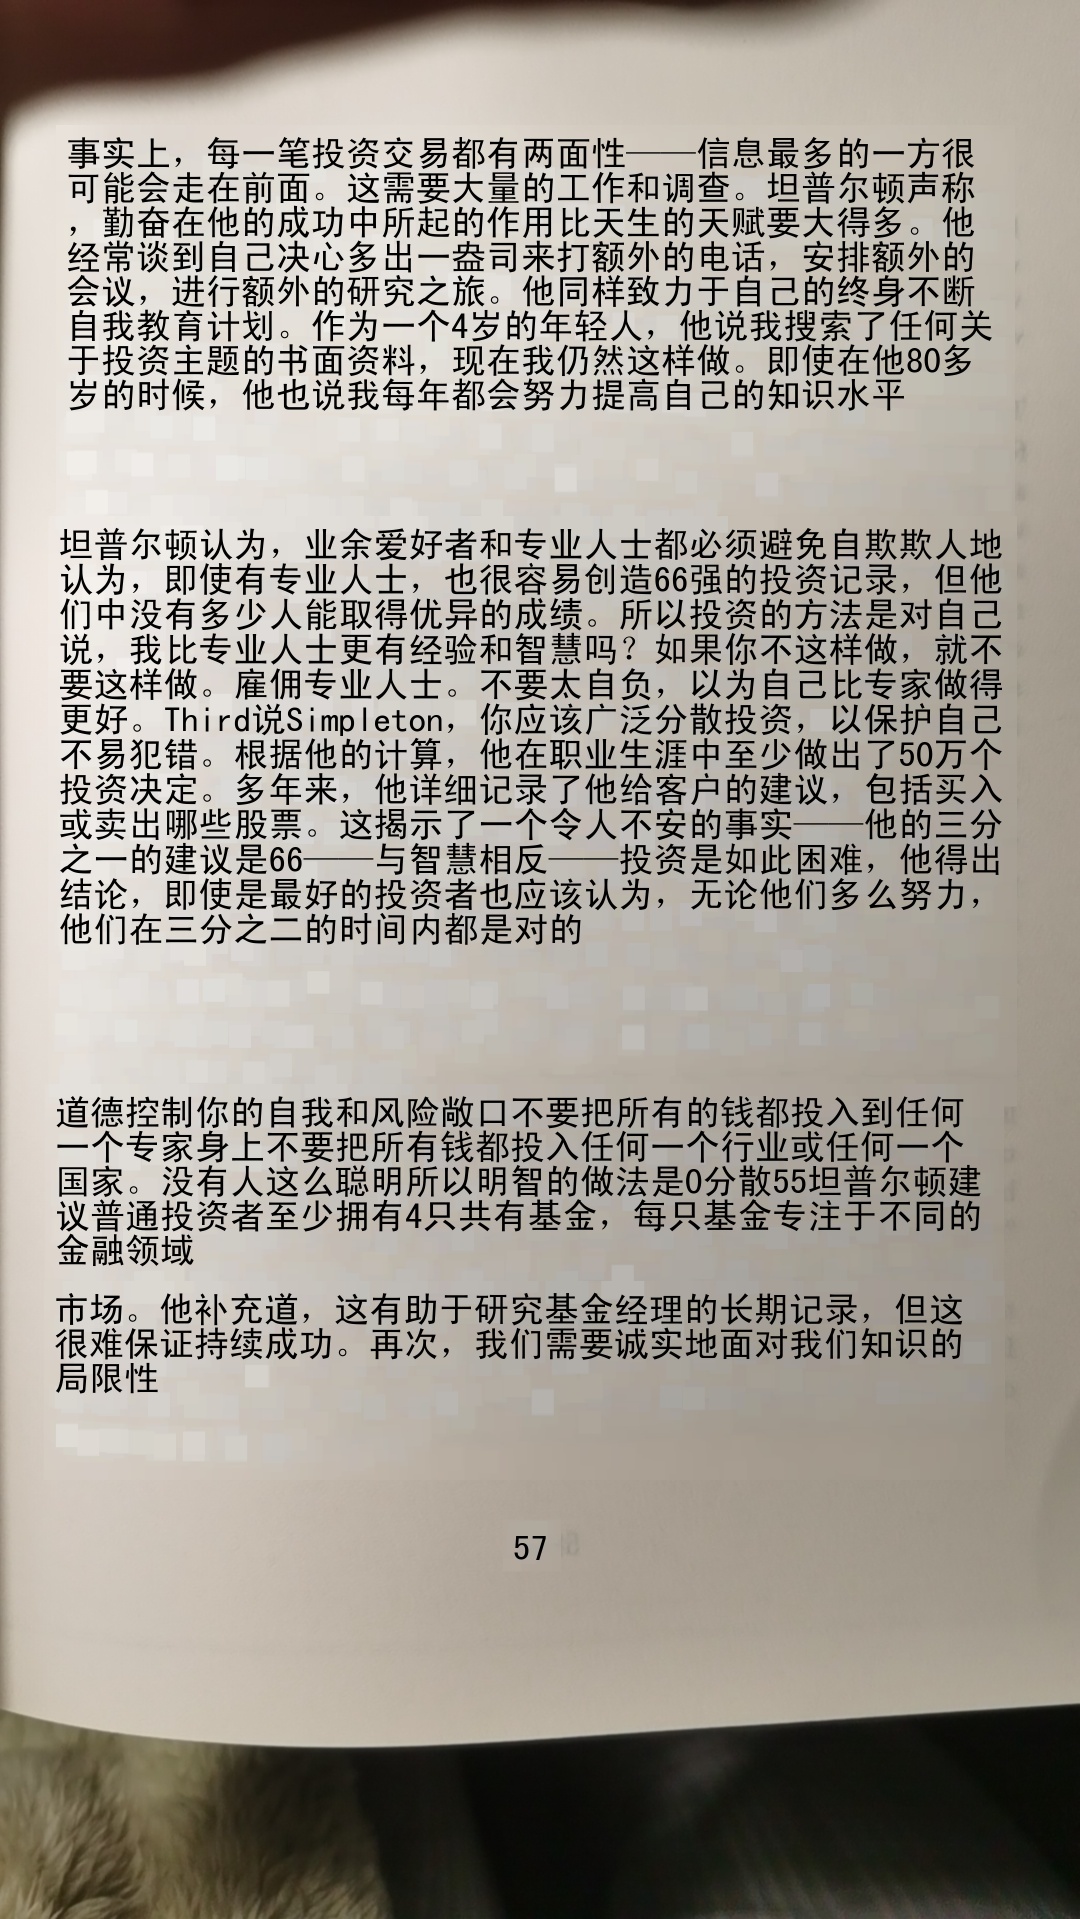 事实上，每一笔投资交易都有两面性——信息最多的一方很
可能会走在前面。这需要大量的工作和调查。坦普尔顿声称
，勤奋在他的成功中所起的作用比天生的天赋要大得多。他
经常谈到自己决心多出一盎司来打额外的电话，安排额外的
会议，进行额外的研究之旅。他同样致力于自己的终身不断
自我教育计划。作为一个4岁的年轻人，他说我搜索了任何关
于投资主题的书面资料，现在我仍然这样做。即使在他80多
岁的时候，他也说我每年都会努力提高自己的知识水平
坦普尔顿认为，业余爱好者和专业人士都必须避免自欺欺人地
认为，即使有专业人士，也很容易创造66强的投资记录，但他
们中没有多少人能取得优异的成绩。所以投资的方法是对自己
说，我比专业人士更有经验和智慧吗？如果你不这样做，就不
要这样做。雇佣专业人士。不要太自负，以为自己比专家做得
更好。Third说Simpleton，你应该广泛分散投资，以保护自己
不易犯错。根据他的计算，他在职业生涯中至少做出了50万个
投资决定。多年来，他详细记录了他给客户的建议，包括买入
或卖出哪些股票。这揭示了一个令人不安的事实——他的三分
之一的建议是66——与智慧相反——投资是如此困难，他得出
结论，即使是最好的投资者也应该认为，无论他们多么努力，
他们在三分之二的时间内都是对的
道德控制你的自我和风险敞口不要把所有的钱都投入到任何
一个专家身上不要把所有钱都投入任何一个行业或任何一个
国家。没有人这么聪明所以明智的做法是0分散55坦普尔顿建
议普通投资者至少拥有4只共有基金，每只基金专注于不同的
金融领域
市场。他补充道，这有助于研究基金经理的长期记录，但这
很难保证持续成功。再次，我们需要诚实地面对我们知识的
局限性
57